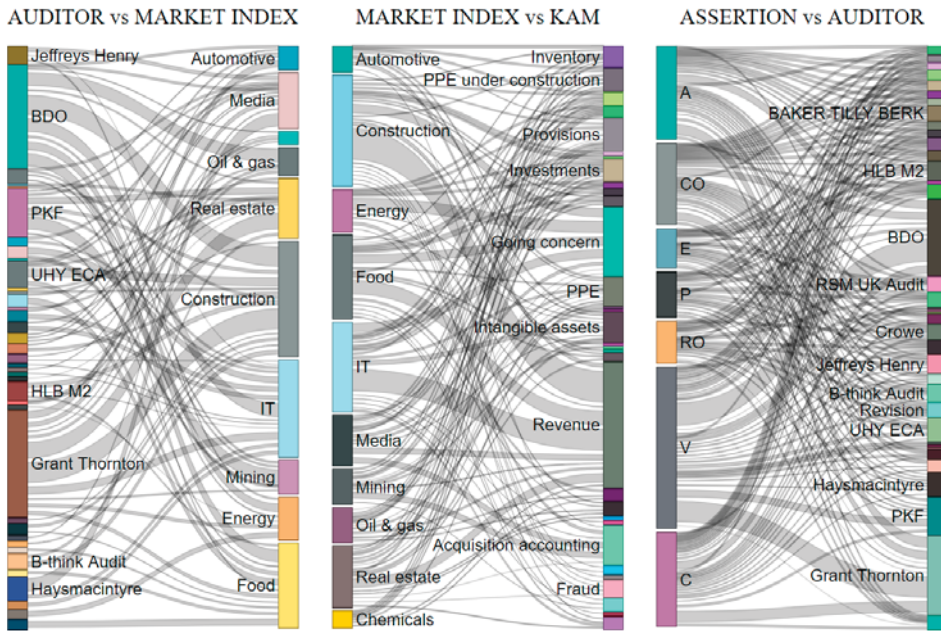 AUDITOR vs MARKET INDEX
Jeffreys Henry
BDO
PKF
UHY ECA
HLB M2
Grant Thornton
B-think Audit
Haysmacintyre
Automotive
Media
Oil & gas
Real estate
Construction
IT
Mining
Energy
Food
MARKET INDEX vs KAM
Automotive
Construction
Energy
Food
IT
Media
Mining
Oil & gas
Real estate
Chemicals
Inventory
PPE under construction
Provisions
Investments
Going concern
PPE
Intangible assets
Revenue
Acquisition accounting
Fraud
ASSERTION vs AUDITOR
A
CO
E
P
RO
V
C
BAKER TILLY BERK
HLB M2
BDO
RSM UK Audit
Crowe
Jeffreys Henry
B-think Audit
Revision
UHY ECA
Haysmacintyre
PKF
Grant Thornton